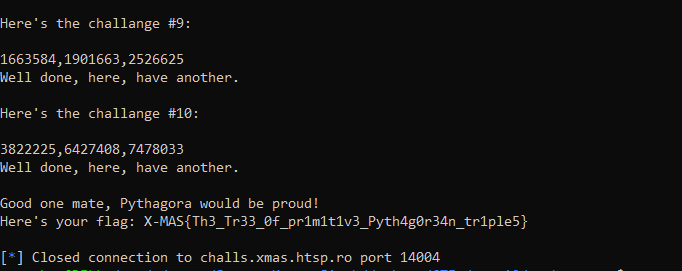 Here's the challange #9:
1663584,1901663,2526625
Well done, here, have another.
Here's the challange #10:
3822225,6427408,7478033
Well done, here, have another.
Good one mate, Pythagora would be proud!
Here's your flag: X-MAS{Th3_Tr33_0f_pr1m1t1v3_Pyth4g0r34n_tr1ple5}
[*] Closed connection to challs.xmas.htsp.ro port 14004